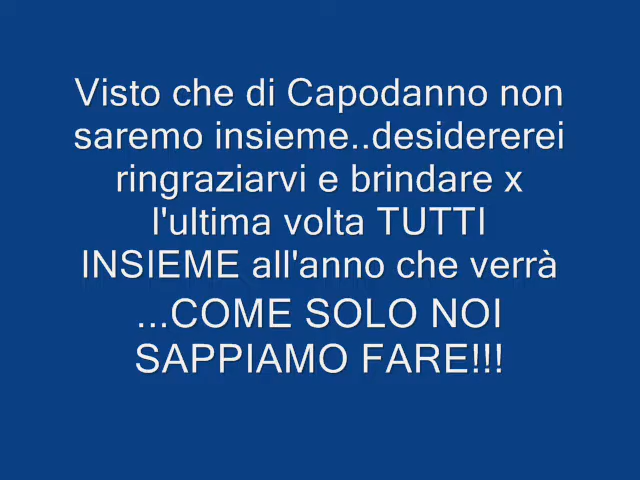 Visto che di Capodanno non
saremo insieme..desidererei
ringraziarvi e brindare x
l'ultima volta TUTTI
INSIEME all'anno che verrà
...COME SOLO NOI
SAPPIAMO FARE!!!